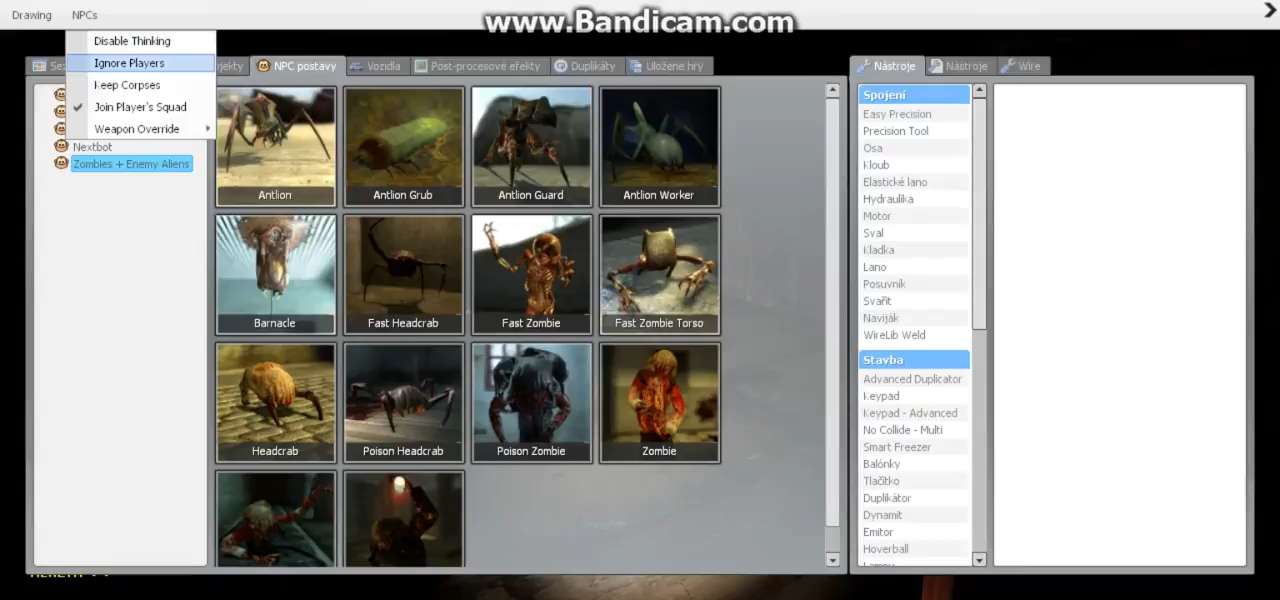 Drawing
NPCs
www.Bandicam.com
Disable Thinking
Ignore Players
Keep Corpses
Join Player's Squad
Weapon Override
NPC postavy
Vozidla
Post-procesové efekty
Duplikáty
Uložené hry
Nextbot
Zombies + Enemy Aliens
Antlion
Antlion Grub
Antlion Guard
Antlion Worker
Barnacle
Fast Headcrab
Fast Zombie
Fast Zombie Torso
Headcrab
Poison Headcrab
Poison Zombie
Zombie
Nástroje
Nástroje
Wire
Spojení
Easy Precision
Precision Tool
Osa
Kloub
Elastické lano
Hydraulika
Motor
Sval
Kladka
Lano
Posuvník
Svařit
Naviják
WireLib Weld
Stavba
Advanced Duplicator
Keypad
Keypad - Advanced
No Collide - Multi
Smart Freezer
Balónky
Tlačítko
Duplikátor
Dynamit
Emitor
Hoverball